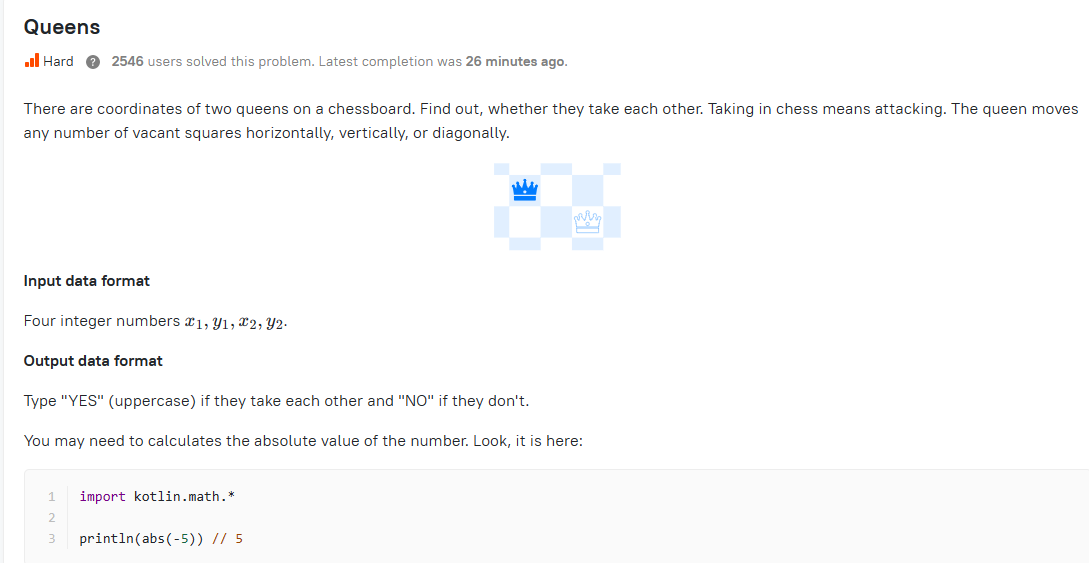 Queens
Hard ? 2546 users solved this problem. Latest completion was 26 minutes ago.
There are coordinates of two queens on a chessboard. Find out, whether they take each other. Taking in chess means attacking. The queen moves
any number of vacant squares horizontally, vertically, or diagonally.
Input data format
Four integer numbers x1, y1, x2, y2.
Output data format
Type "YES" (uppercase) if they take each other and "NO" if they don't.
You may need to calculates the absolute value of the number. Look, it is here:
1 import kotlin.math.*
2
3 println(abs(-5)) // 5